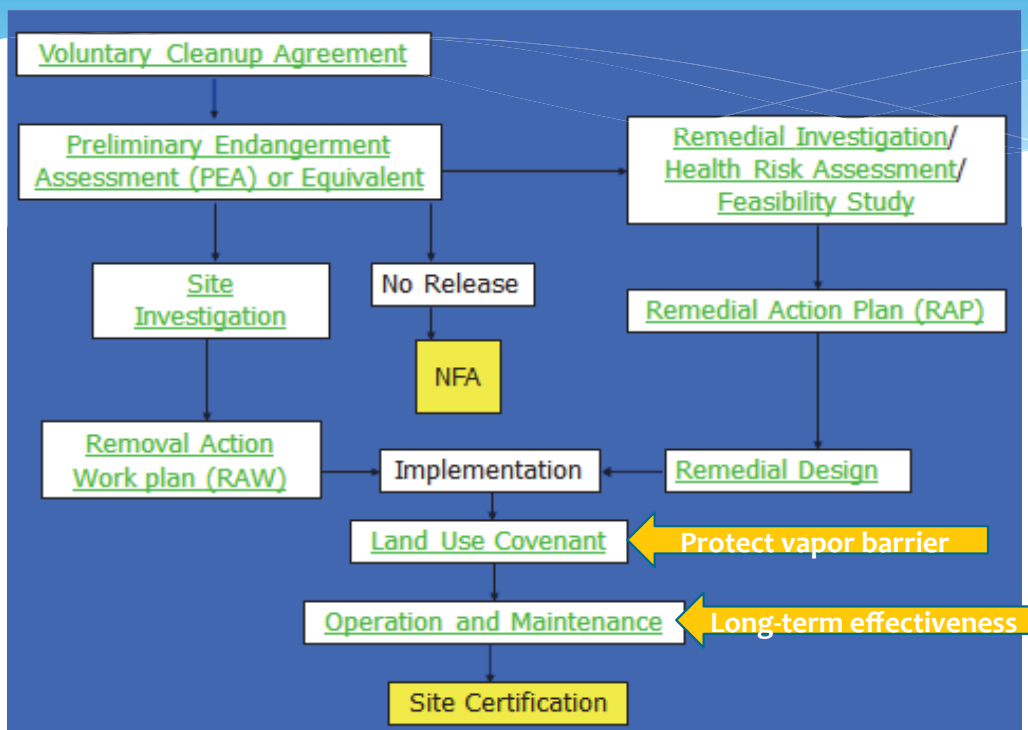 Voluntary Cleanup Agreement
Preliminary Endangerment
Assessment (PEA) or Equivalent
Remedial Investigation/
Health Risk Assessment/
Feasibility Study
Site
Investigation
No Release
Remedial Action Plan (RAP)
NFA
Removal Action
Work plan (RAW)
Implementation
Remedial Design
Land Use Covenant
Protect vapor barrier
Operation and Maintenance
Long-term effectiveness
Site Certification